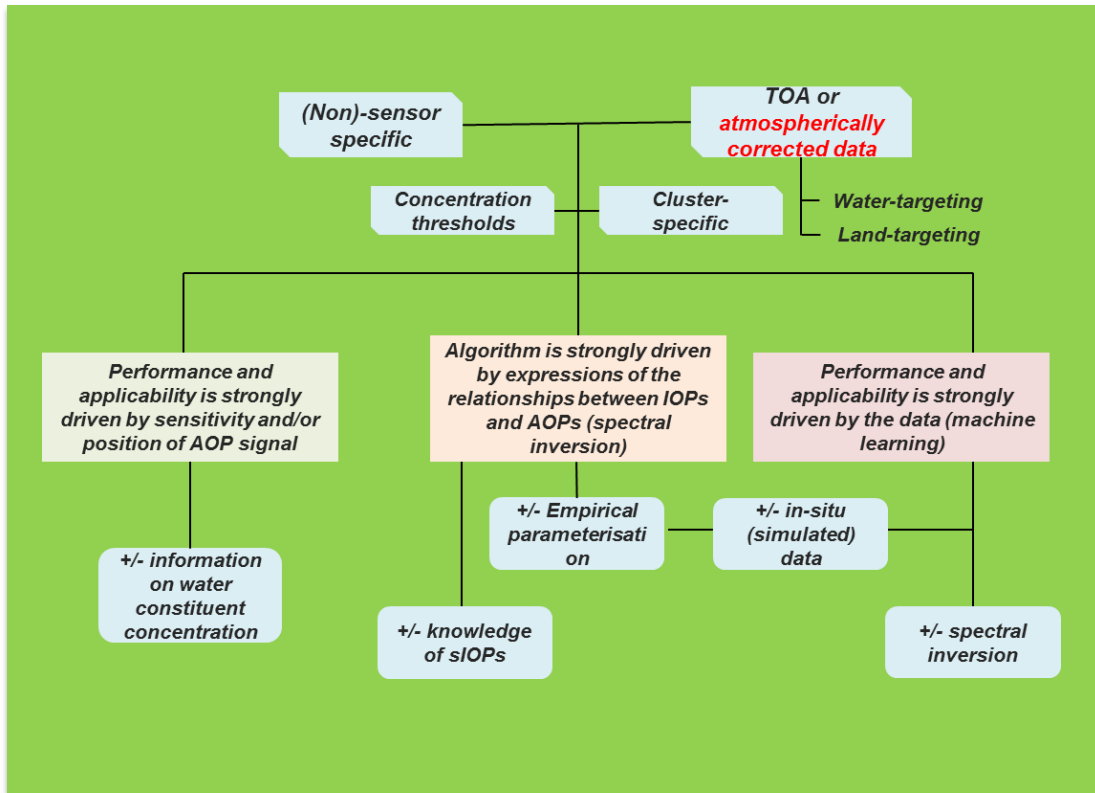 (Non)-sensor
specific
TOA or
atmospherically
corrected data
Water-targeting
Land-targeting
Concentration
thresholds
Cluster-
specific
Performance and
applicability is strongly
driven by sensitivity and/or
position of AOP signal
Algorithm is strongly driven
by expressions of the
relationships between IOPs
and AOPs (spectral
inversion)
Performance and
applicability is strongly
driven by the data (machine
learning)
+/- Empirical
parameterisati
on
+/- in-situ
(simulated)
data
+/- information
on water
constituent
concentration
+/- knowledge
of sIOPs
+/- spectral
inversion